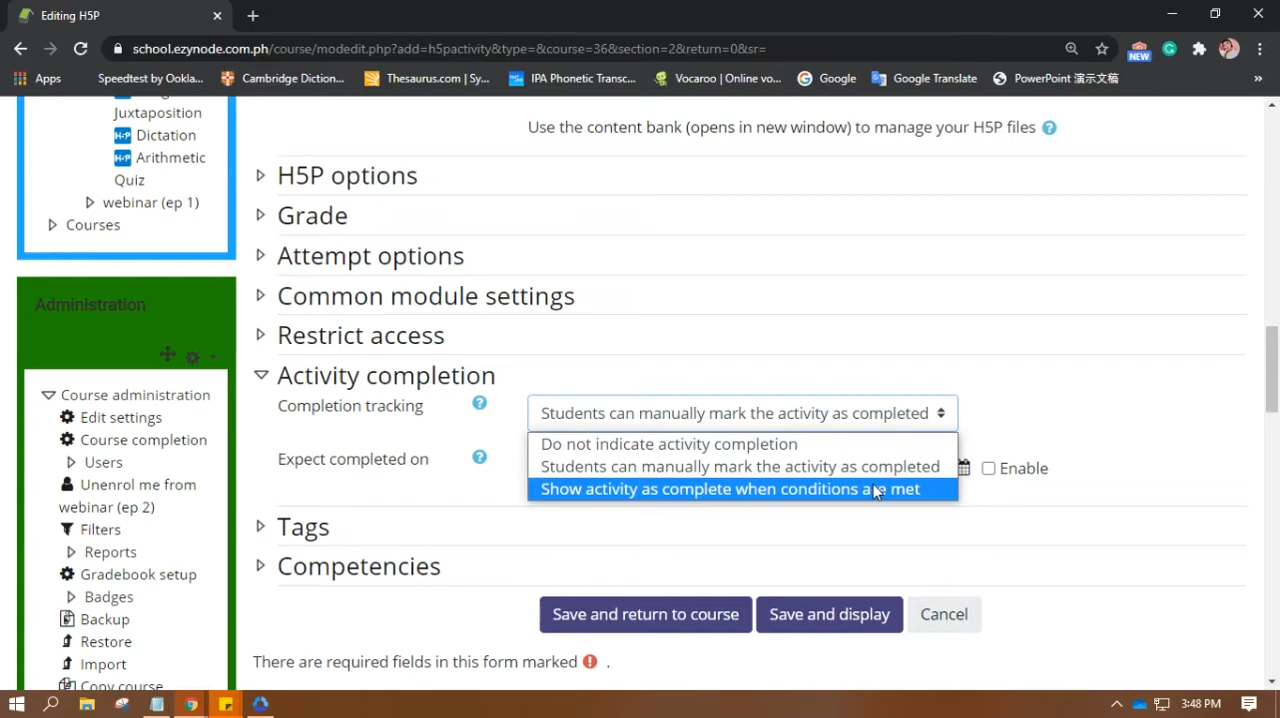 Editing H5P
school.ezynode.com.ph/course/modedit.php?add=h5pactivity&type=&course=36&section=2&return=0&sr=
NEW
Apps
Speedtest by Ookla...
Cambridge Diction...
Thesaurus.com | Sy...
IPA Phonetic Transc...
Vocaroo | Online vo...
Google
Google Translate
PowerPoint 演示文稿
»
Juxtaposition
H5P Dictation
H5P Arithmetic
Quiz
webinar (ep 1)
Courses
Administration
Course administration
Edit settings
Course completion
Users
Unenrol me from
webinar (ep 2)
Filters
Reports
Gradebook setup
Badges
Backup
Restore
Import
Copy course
Use the content bank (opens in new window) to manage your H5P files
H5P options
Grade
Attempt options
Common module settings
Restrict access
Activity completion
Completion tracking
Students can manually mark the activity as completed
Do not indicate activity completion
Students can manually mark the activity as completed
Show activity as complete when conditions are met
Expect completed on
Enable
Tags
Competencies
Save and return to course
Save and display
Cancel
There are required fields in this form marked .
3:48 PM